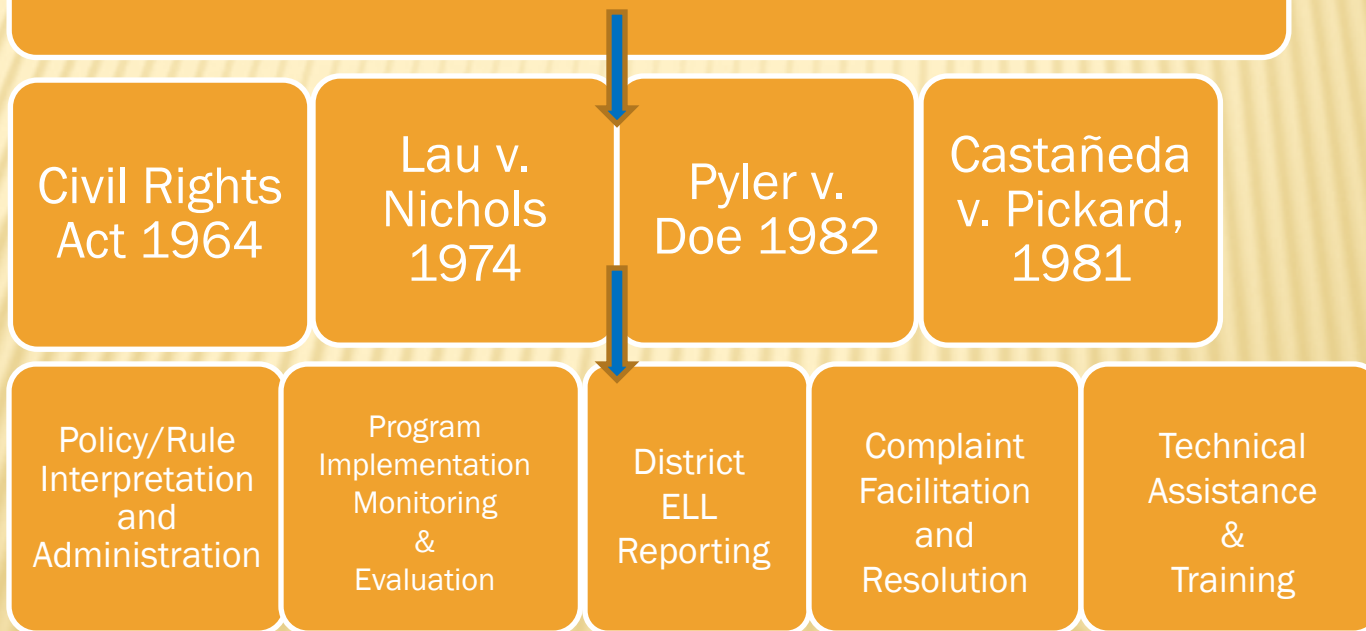 Civil Rights
Act 1964
Lau v.
Nichols
1974
Pyler v.
Doe 1982
Castañeda
v. Pickard,
1981
Policy/Rule
Interpretation
and
Administration
Program
Implementation
Monitoring
&
Evaluation
District
ELL
Reporting
Complaint
Facilitation
and
Resolution
Technical
Assistance
&
Training